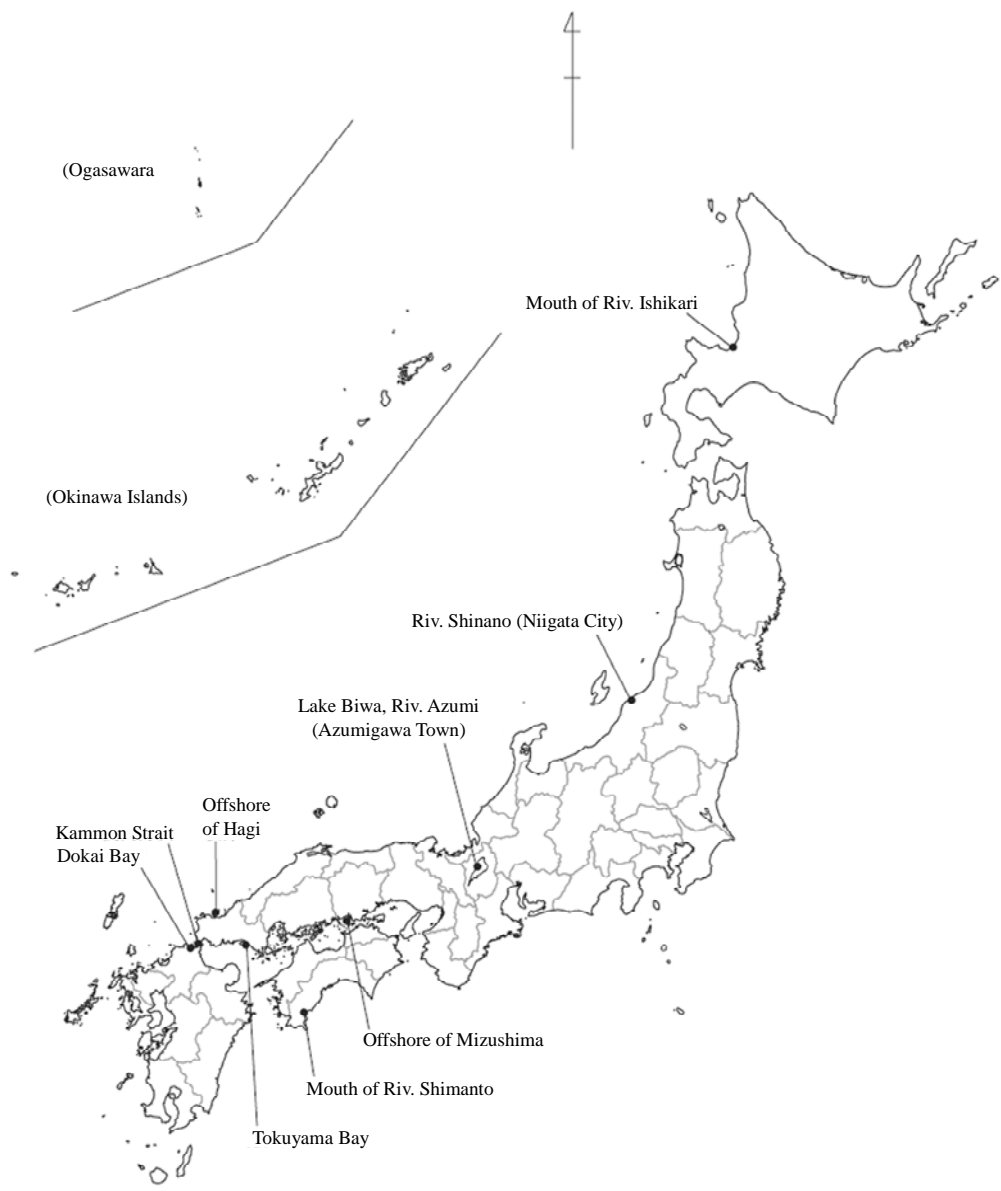 (Ogasawara
Mouth of Riv. Ishikari
(Okinawa Islands)
Riv. Shinano (Niigata City)
Lake Biwa, Riv. Azumi
(Azumigawa Town)
Offshore
of Hagi
Kammon Strait
Dokai Bay
Offshore of Mizushima
Mouth of Riv. Shimanto
Tokuyama Bay